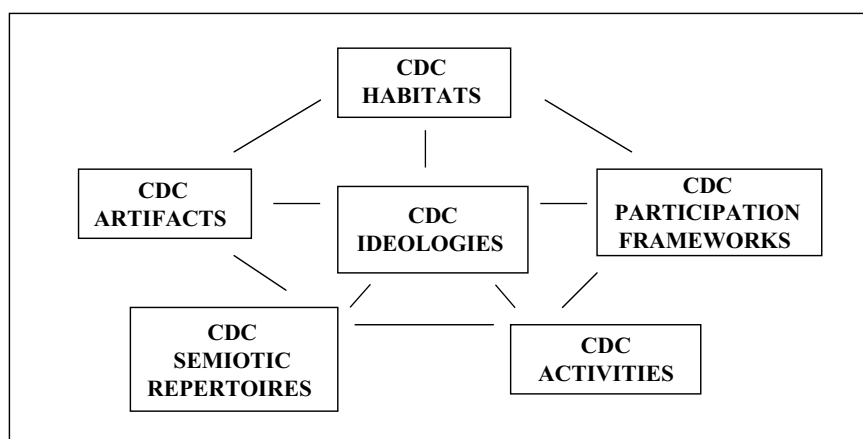 CDC
HABITATS
CDC
ARTIFACTS
CDC
IDEOLOGIES
CDC
PARTICIPATION
FRAMEWORKS
CDC
SEMIOTIC
REPERTOIRES
CDC
ACTIVITIES